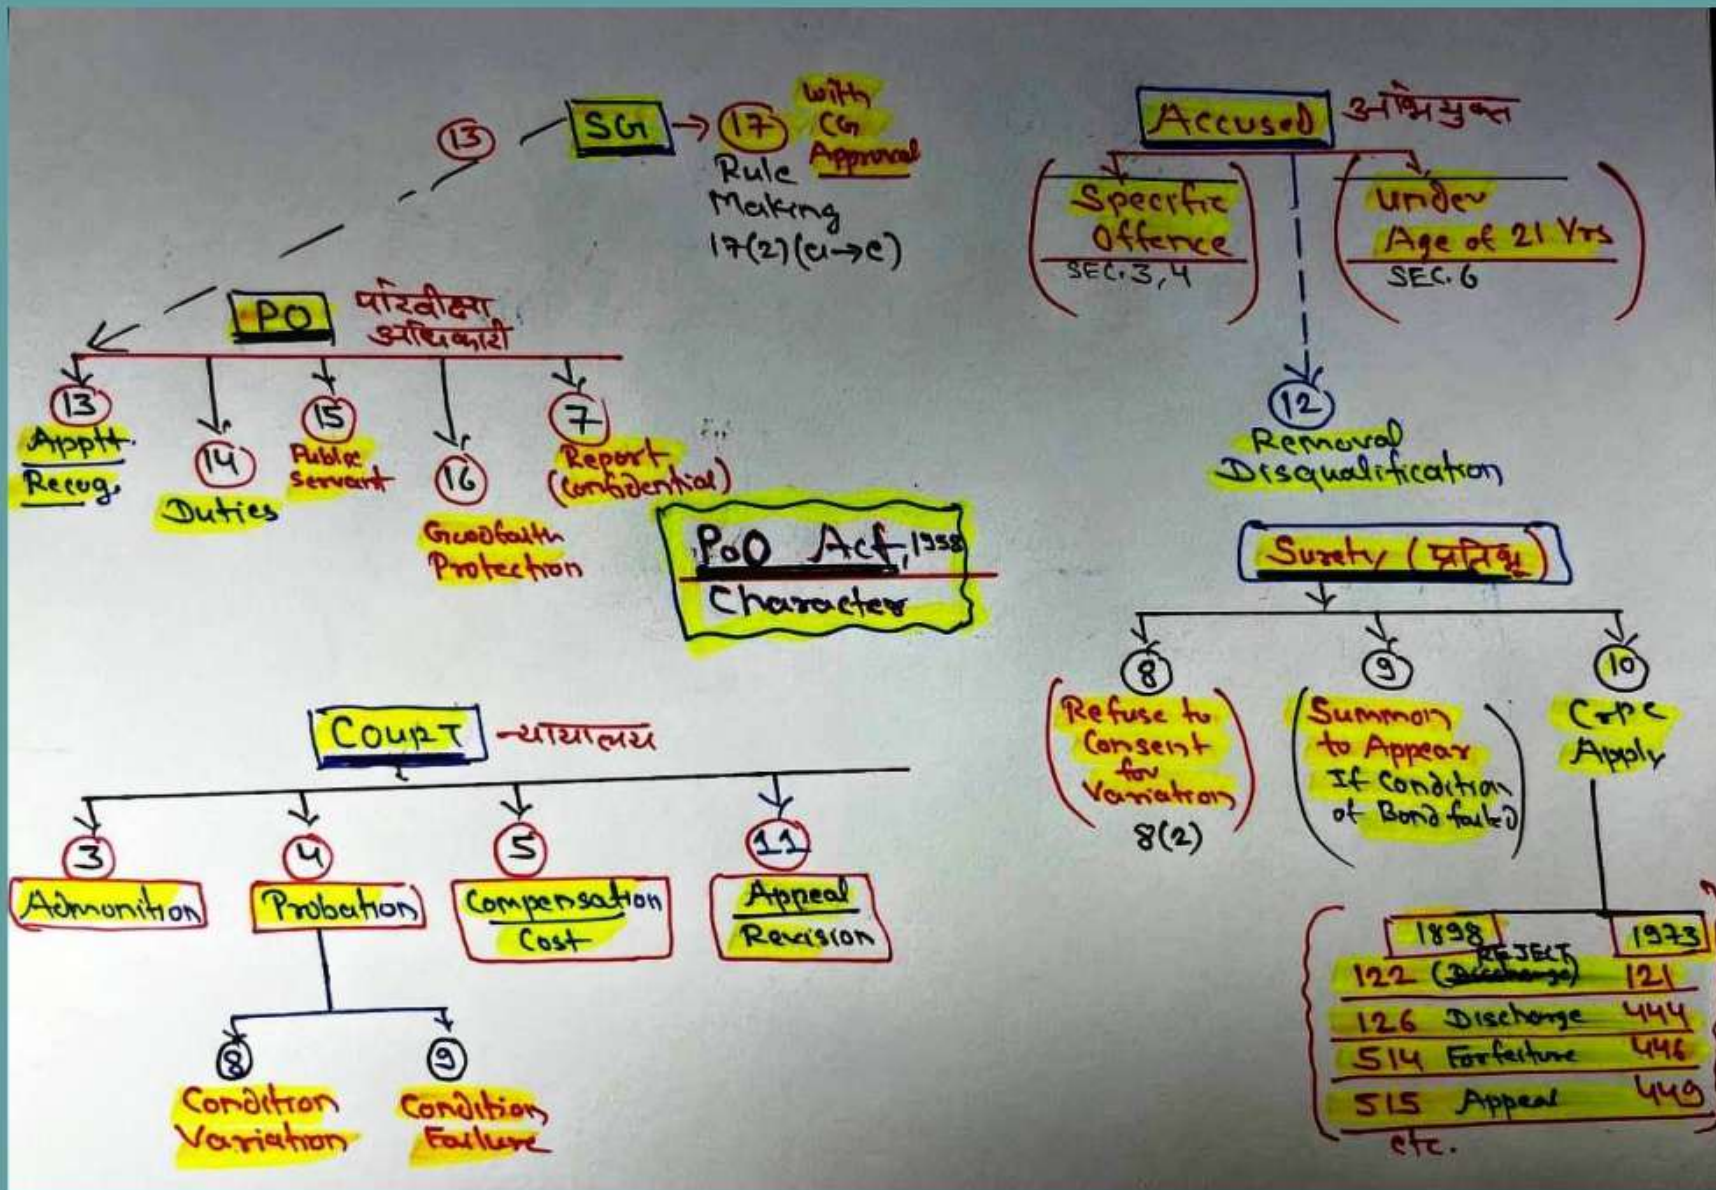 13
SG → 17 with
CG
Approval
Rule
Making
17(2)(a→e)
PO परिवीक्षा
अधिकारी
13
Apptt.
Recog.
14
Duties
15
Public
Servant
16
Goodfaith
Protection
7
Report
(Confidential)
Accused अभियुक्त
Specific
Offence
SEC. 3, 4
under
Age of 21 Yrs
SEC. 6
12
Removal
Disqualification
PoO Act, 1958
Character
Surety (प्रतिभू)
8
Refuse to
Consent
for
Variation
8(2)
9
Summon
to Appear
If Condition
of Bond failed
10
CrPC
Apply
1898 1973
122 REJECT 121
126 Discharge 444
514 Forfeiture 446
515 Appeal 449
etc.
COURT न्यायालय
3
Admonition
4
Probation
5
Compensation
Cost
11
Appeal
Revision
8
Condition
Variation
9
Condition
Failure